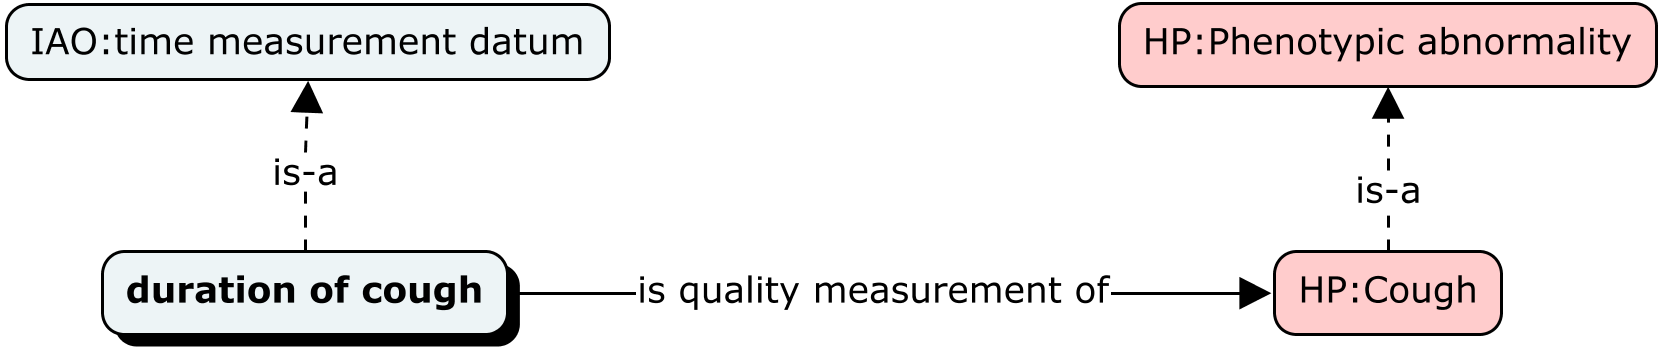 IAO:time measurement datum
HP:Phenotypic abnormality
is-a
is-a
duration of cough
is quality measurement of
HP:Cough